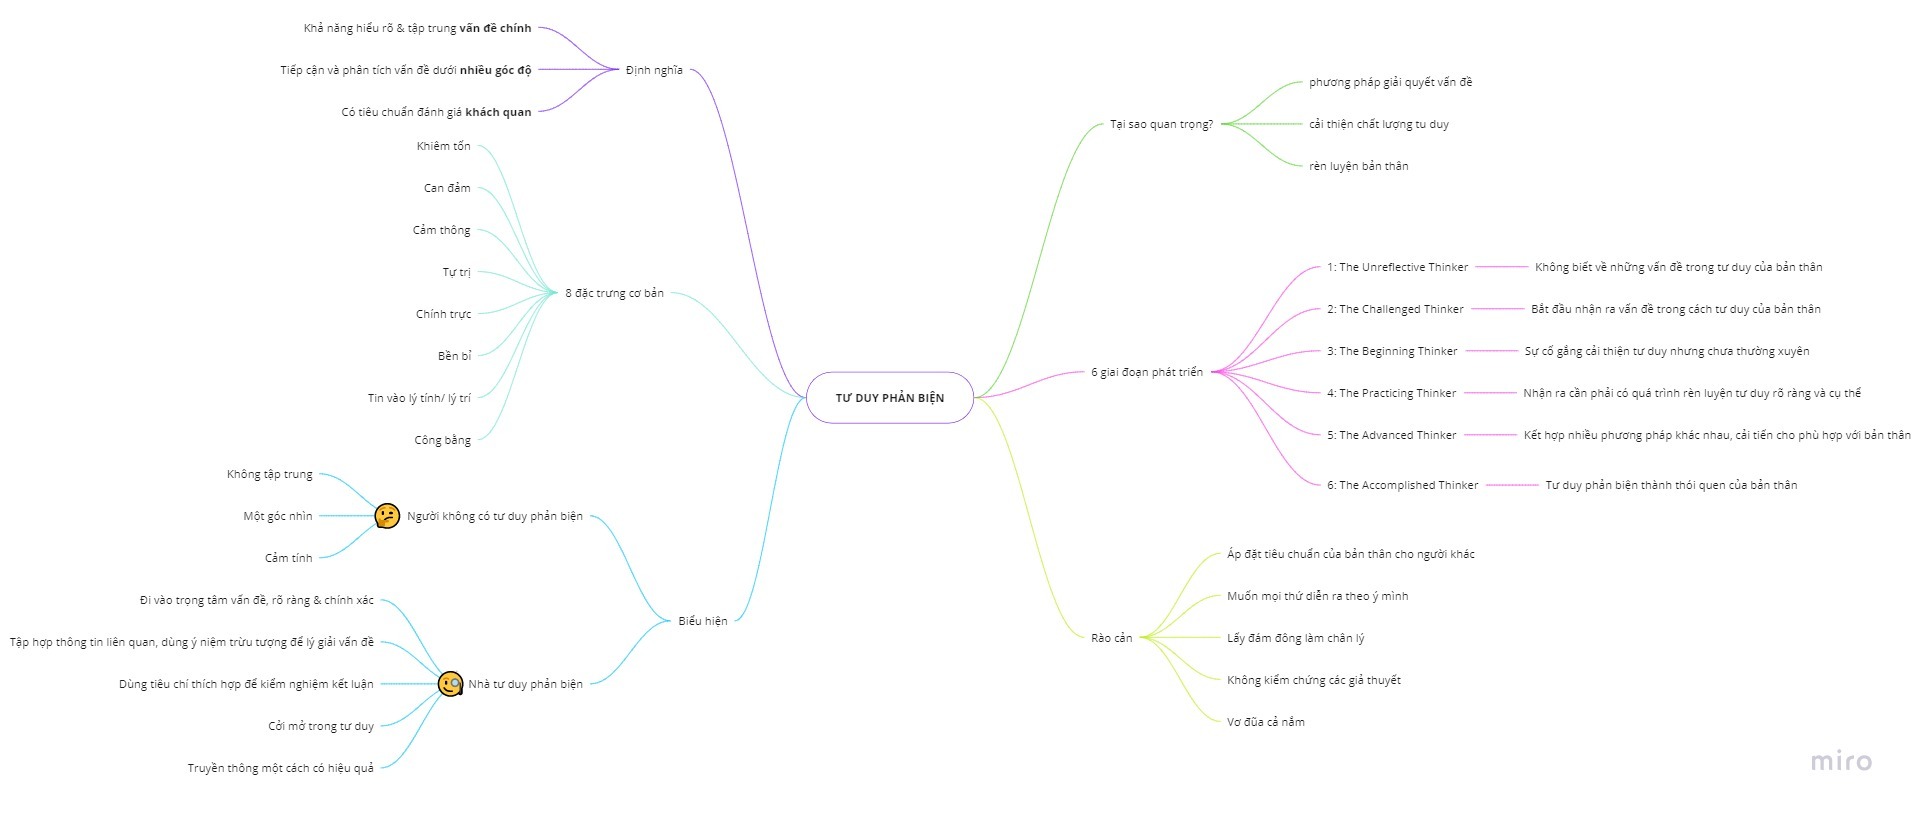 TƯ DUY PHẢN BIỆN
Định nghĩa
Khả năng hiểu rõ & tập trung vấn đề chính
Tiếp cận và phân tích vấn đề dưới nhiều góc độ
Có tiêu chuẩn đánh giá khách quan
8 đặc trưng cơ bản
Khiêm tốn
Can đảm
Cảm thông
Tự trị
Chính trực
Bền bỉ
Tin vào lý tính/ lý trí
Công bằng
Biểu hiện
Người không có tư duy phản biện
Không tập trung
Một góc nhìn
Cảm tính
Nhà tư duy phản biện
Đi vào trọng tâm vấn đề, rõ ràng & chính xác
Tập hợp thông tin liên quan, dùng ý niệm trừu tượng để lý giải vấn đề
Dùng tiêu chí thích hợp để kiểm nghiệm kết luận
Cởi mở trong tư duy
Truyền thông một cách có hiệu quả
Tại sao quan trọng?
phương pháp giải quyết vấn đề
cải thiện chất lượng tu duy
rèn luyện bản thân
6 giai đoạn phát triển
1: The Unreflective Thinker
Không biết về những vấn đề trong tư duy của bản thân
2: The Challenged Thinker
Bắt đầu nhận ra vấn đề trong cách tư duy của bản thân
3: The Beginning Thinker
Sự cố gắng cải thiện tư duy nhưng chưa thường xuyên
4: The Practicing Thinker
Nhận ra cần phải có quá trình rèn luyện tư duy rõ ràng và cụ thể
5: The Advanced Thinker
Kết hợp nhiều phương pháp khác nhau, cải tiến cho phù hợp với bản thân
6: The Accomplished Thinker
Tư duy phản biện thành thói quen của bản thân
Rào cản
Áp đặt tiêu chuẩn của bản thân cho người khác
Muốn mọi thứ diễn ra theo ý mình
Lấy đám đông làm chân lý
Không kiểm chứng các giả thuyết
Vơ đũa cả nắm
miro